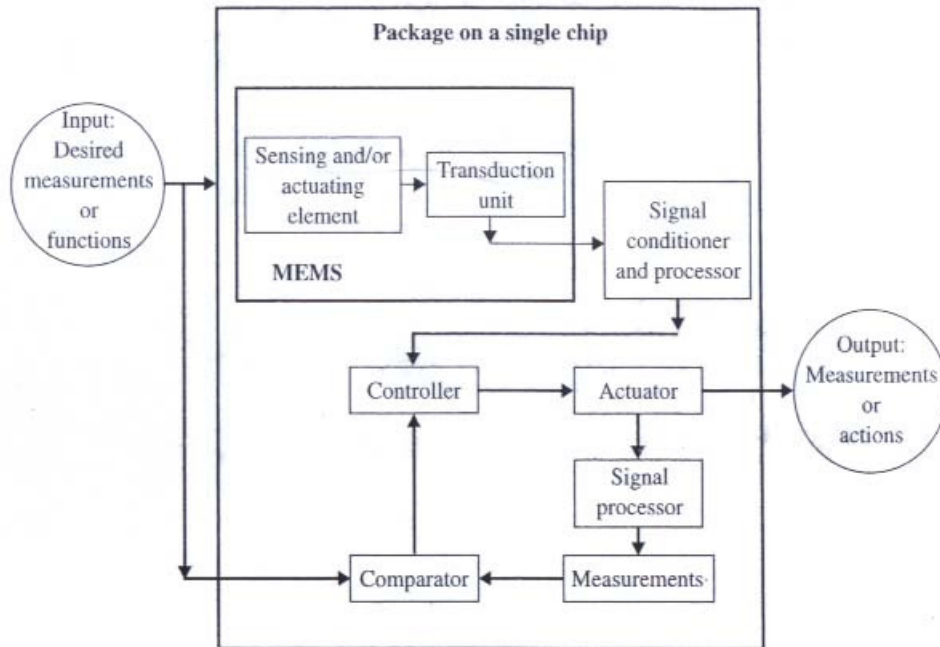 Package on a single chip
Input:
Desired
measurements
or
functions
Sensing and/or
actuating
element
Transduction
unit
MEMS
Signal
conditioner
and processor
Controller
Actuator
Output:
Measurements
or
actions
Signal
processor
Comparator
Measurements